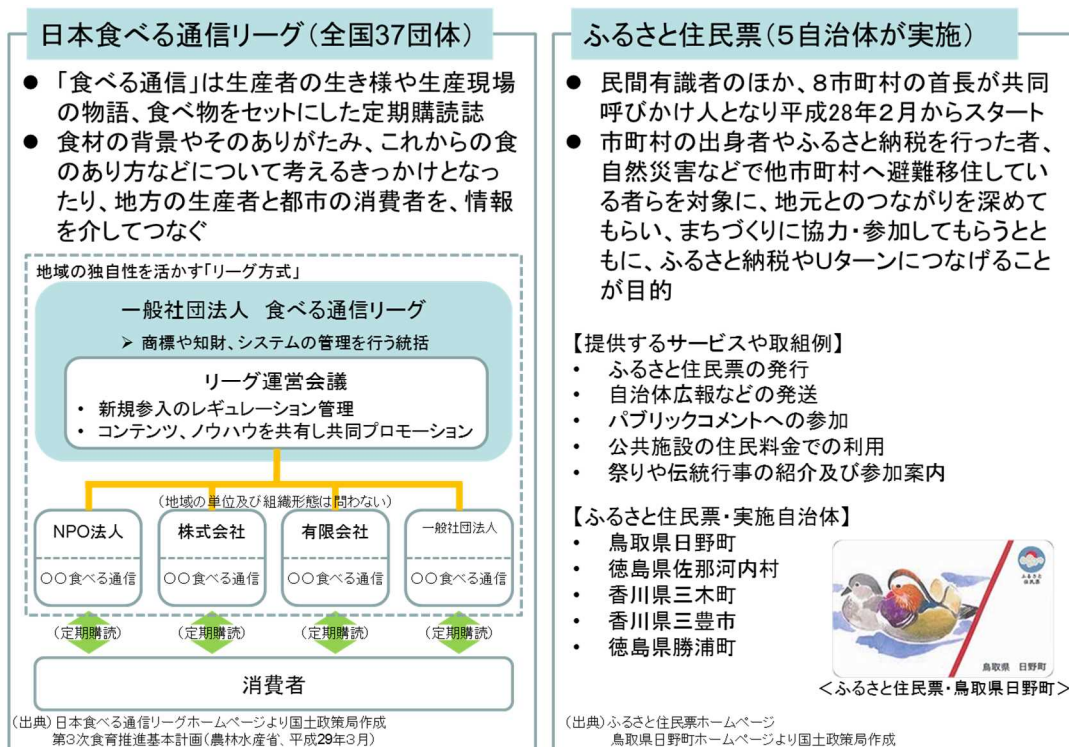 日本食べる通信リーグ（全国37団体）
● 「食べる通信」は生産者の生き様や生産現場
の物語、食べ物をセットにした定期購読誌
● 食材の背景やそのありがたみ、これからの食
のあり方などについて考えるきっかけとなっ
たり、地方の生産者と都市の消費者を、情報
を介してつなぐ
地域の独自性を活かす「リーグ方式」
一般社団法人　食べる通信リーグ
➢ 商標や知財、システムの管理を行う統括
リーグ運営会議
・ 新規参入のレギュレーション管理
・ コンテンツ、ノウハウを共有し共同プロモーション
（地域の単位及び組織形態は問わない）
NPO法人　株式会社　有限会社　一般社団法人
○○食べる通信　○○食べる通信　○○食べる通信　○○食べる通信
（定期購読）　（定期購読）　（定期購読）　（定期購読）
消費者
（出典）日本食べる通信リーグホームページより国土政策局作成
第3次食育推進基本計画（農林水産省、平成29年3月）
ふるさと住民票（５自治体が実施）
● 民間有識者のほか、８市町村の首長が共同
呼びかけ人となり平成28年２月からスタート
● 市町村の出身者やふるさと納税を行った者、
自然災害などで他市町村へ避難移住してい
る者らを対象に、地元とのつながりを深めて
もらい、まちづくりに協力・参加してもらうとと
もに、ふるさと納税やＵターンにつなげること
が目的
【提供するサービスや取組例】
・ ふるさと住民票の発行
・ 自治体広報などの発送
・ パブリックコメントへの参加
・ 公共施設の住民料金での利用
・ 祭りや伝統行事の紹介及び参加案内
【ふるさと住民票・実施自治体】
・ 鳥取県日野町
・ 徳島県佐那河内村
・ 香川県三木町
・ 香川県三豊市
・ 徳島県勝浦町
ふるさと
住民票
鳥取県　日野町
＜ふるさと住民票・鳥取県日野町＞
（出典）ふるさと住民票ホームページ
鳥取県日野町ホームページより国土政策局作成